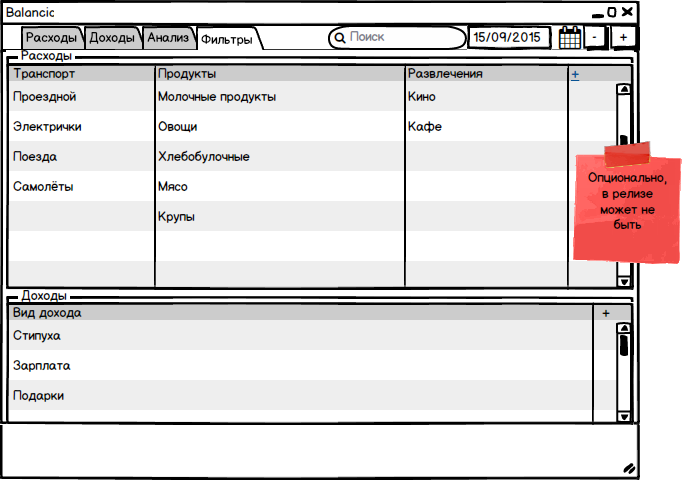 Balancic
Расходы Доходы Анализ Фильтры Поиск 15/09/2015 - +
Расходы
Транспорт Продукты Развлечения +
Проездной Молочные продукты Кино
Электрички Овощи Кафе
Поезда Хлебобулочные
Самолёты Мясо
Крупы
Опционально,
в релизе
может не
быть
Доходы
Вид дохода +
Стипуха
Зарплата
Подарки